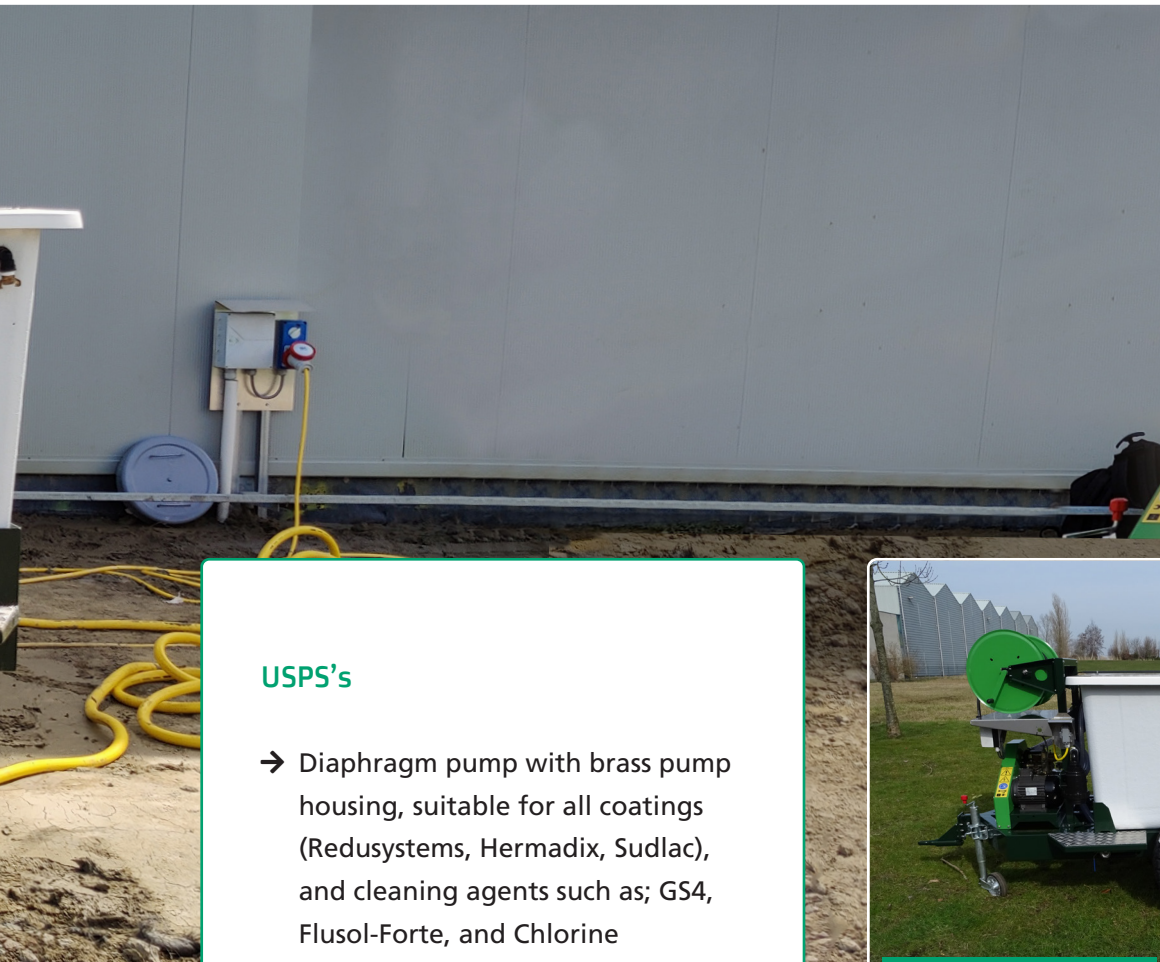 USPS's
→ Diaphragm pump with brass pump
housing, suitable for all coatings
(Redusystems, Hermadix, Sudlac),
and cleaning agents such as; GS4,
Flusol-Forte, and Chlorine